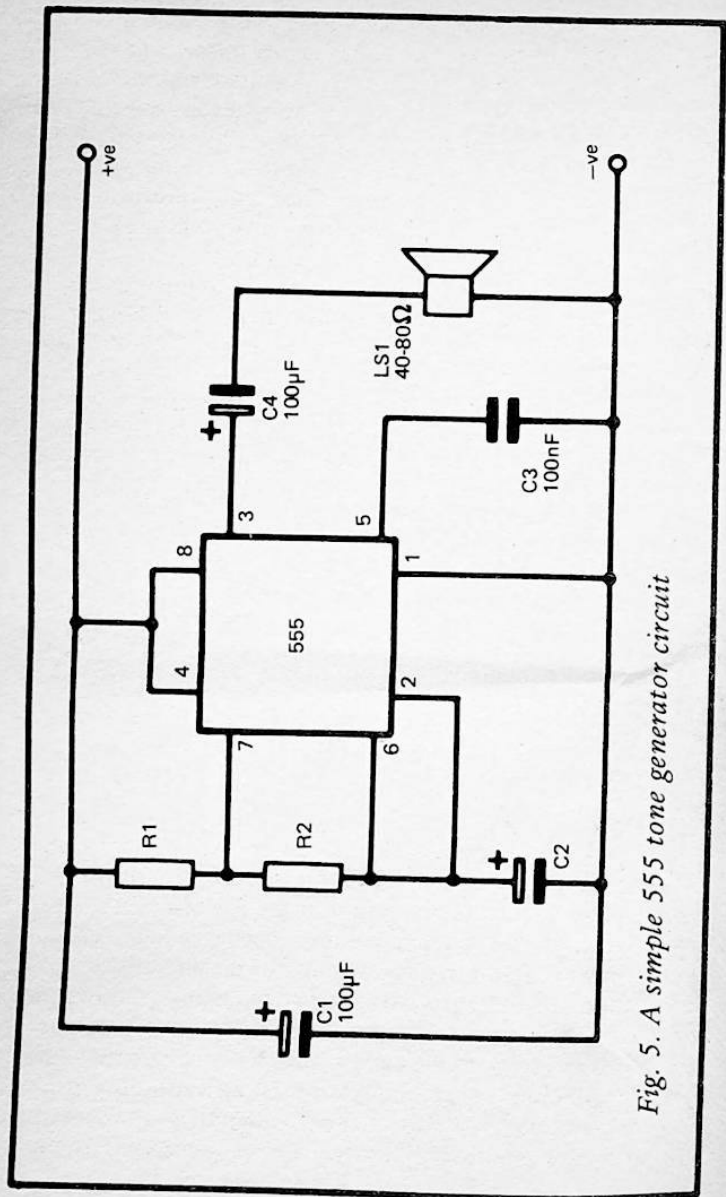 +ve
8
4
555
7
6
2
1
3
5
+
C4
100µF
R1
R2
+
C1
100µF
+
C2
C3
100nF
LS1
40-80Ω
−ve
Fig. 5. A simple 555 tone generator circuit